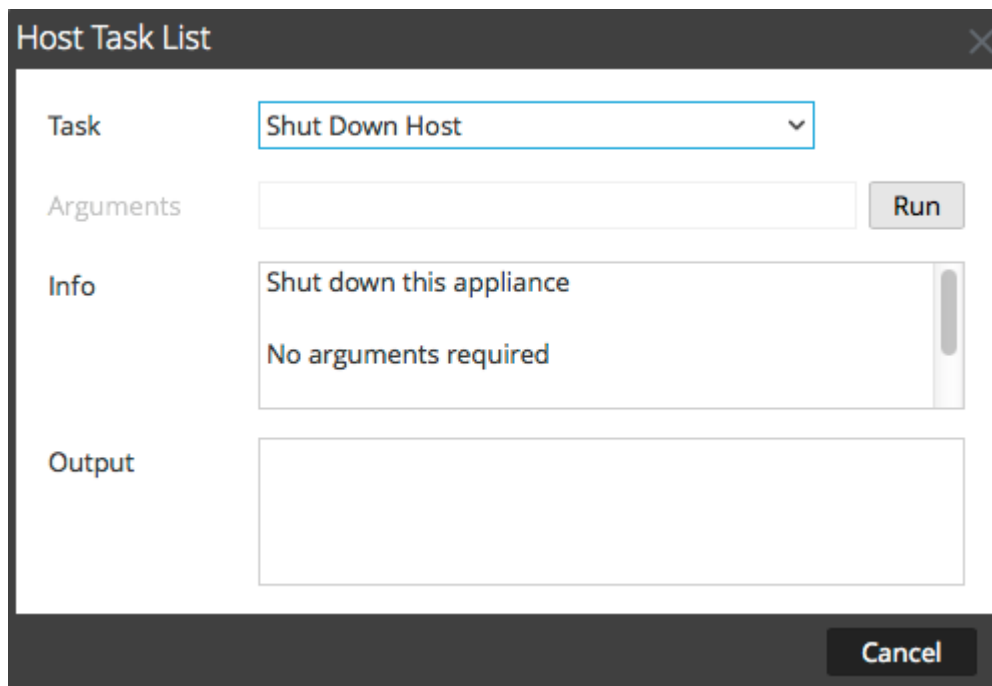 Host Task List
Task
Shut Down Host
Arguments
Run
Info
Shut down this appliance
No arguments required
Output
Cancel